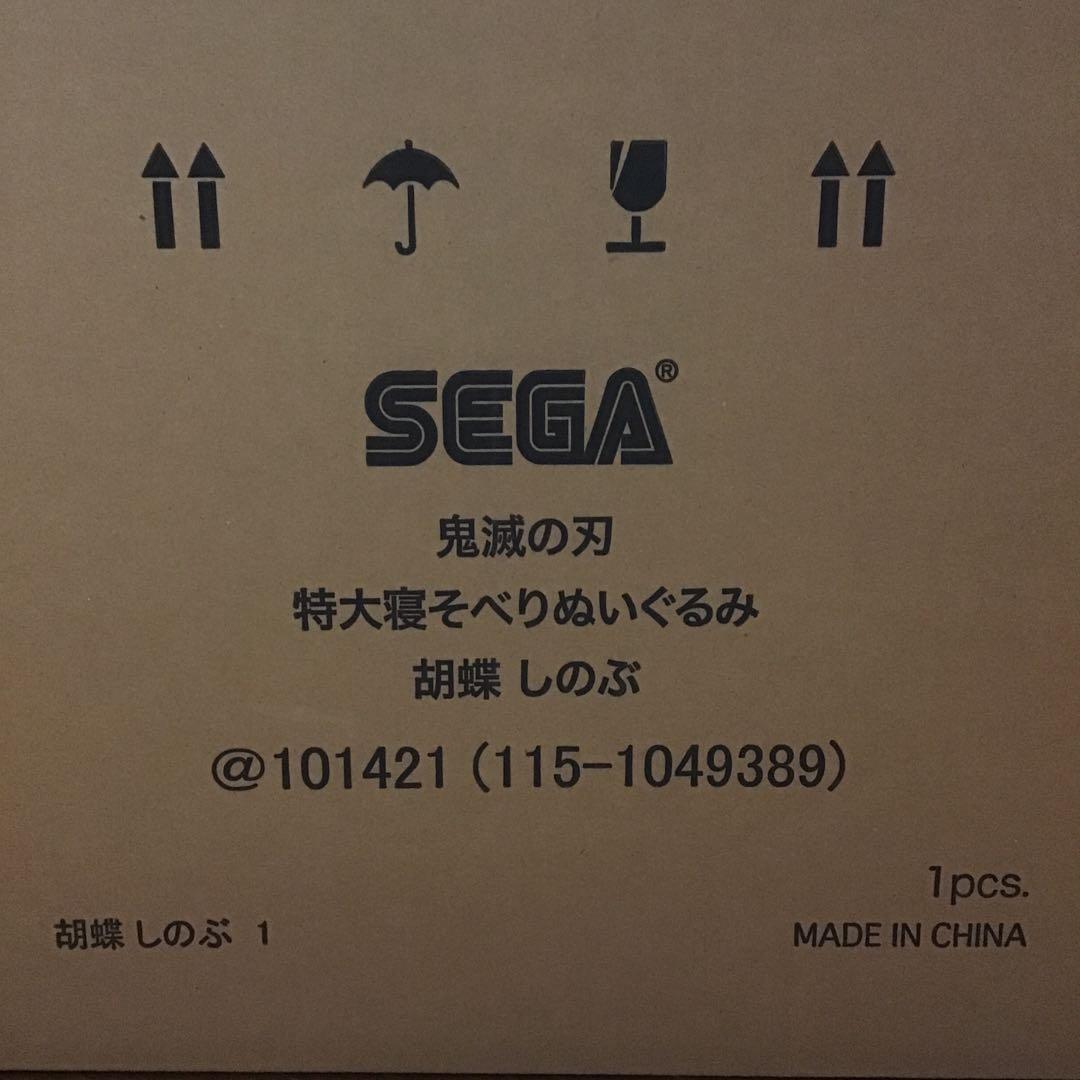 SEGA®
鬼滅の刃
特大寝そべりぬいぐるみ
胡蝶 しのぶ
@101421 (115-1049389)
1pcs.
胡蝶 しのぶ 1
MADE IN CHINA